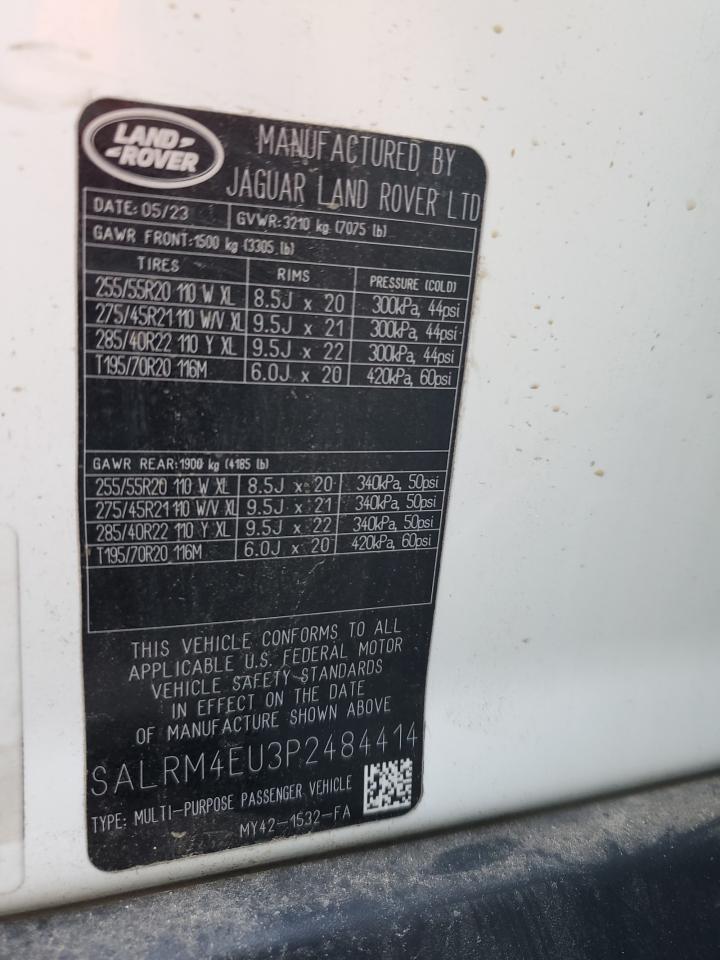 LAND ROVER
MANUFACTURED BY
JAGUAR LAND ROVER LTD
DATE: 05/23 GVWR: 3210 kg (7075 lb)
GAWR FRONT: 1500 kg (3305 lb)
TIRES RIMS PRESSURE (COLD)
255/55R20 110 W XL 8.5J x 20 300kPa, 44psi
275/45R21 110 W/V XL 9.5J x 21 300kPa, 44psi
285/40R22 110 Y XL 9.5J x 22 300kPa, 44psi
T195/70R20 116M 6.0J x 20 420kPa, 60psi
GAWR REAR: 1900 kg (4185 lb)
255/55R20 110 W XL 8.5J x 20 340kPa, 50psi
275/45R21 110 W/V XL 9.5J x 21 340kPa, 50psi
285/40R22 110 Y XL 9.5J x 22 340kPa, 50psi
T195/70R20 116M 6.0J x 20 420kPa, 60psi
THIS VEHICLE CONFORMS TO ALL
APPLICABLE U.S. FEDERAL MOTOR
VEHICLE SAFETY STANDARDS
IN EFFECT ON THE DATE
OF MANUFACTURE SHOWN ABOVE
SALRM4EU3P2484414
TYPE: MULTI-PURPOSE PASSENGER VEHICLE
MY42-1532-FA